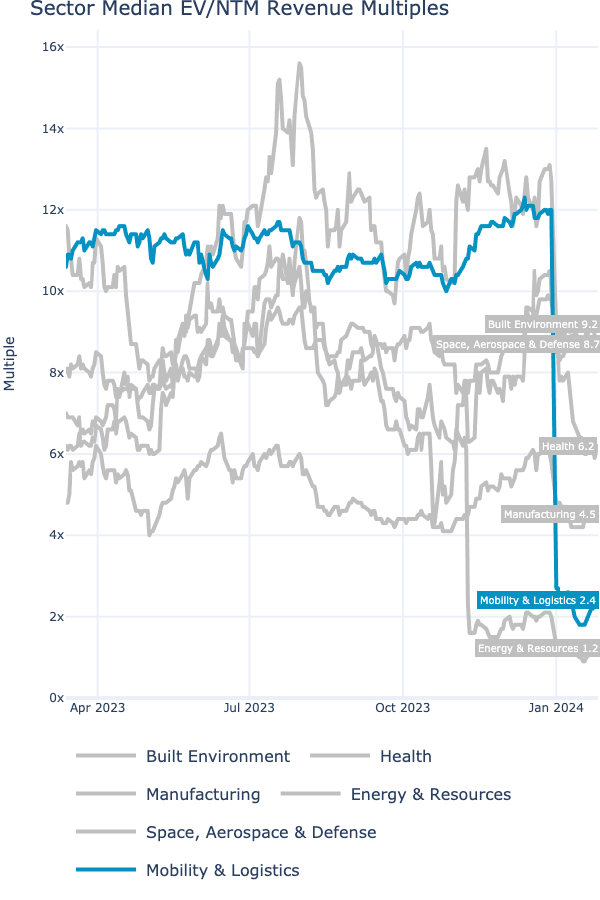 Sector Median EV/NTM Revenue Multiples
16x
14x
12x
10x
8x
6x
4x
2x
0x
Multiple
Built Environment 9.2
Space, Aerospace & Defense 8.7
Health 6.2
Manufacturing 4.5
Mobility & Logistics 2.4
Energy & Resources 1.2
Apr 2023 Jul 2023 Oct 2023 Jan 2024
Built Environment Health
Manufacturing Energy & Resources
Space, Aerospace & Defense
Mobility & Logistics